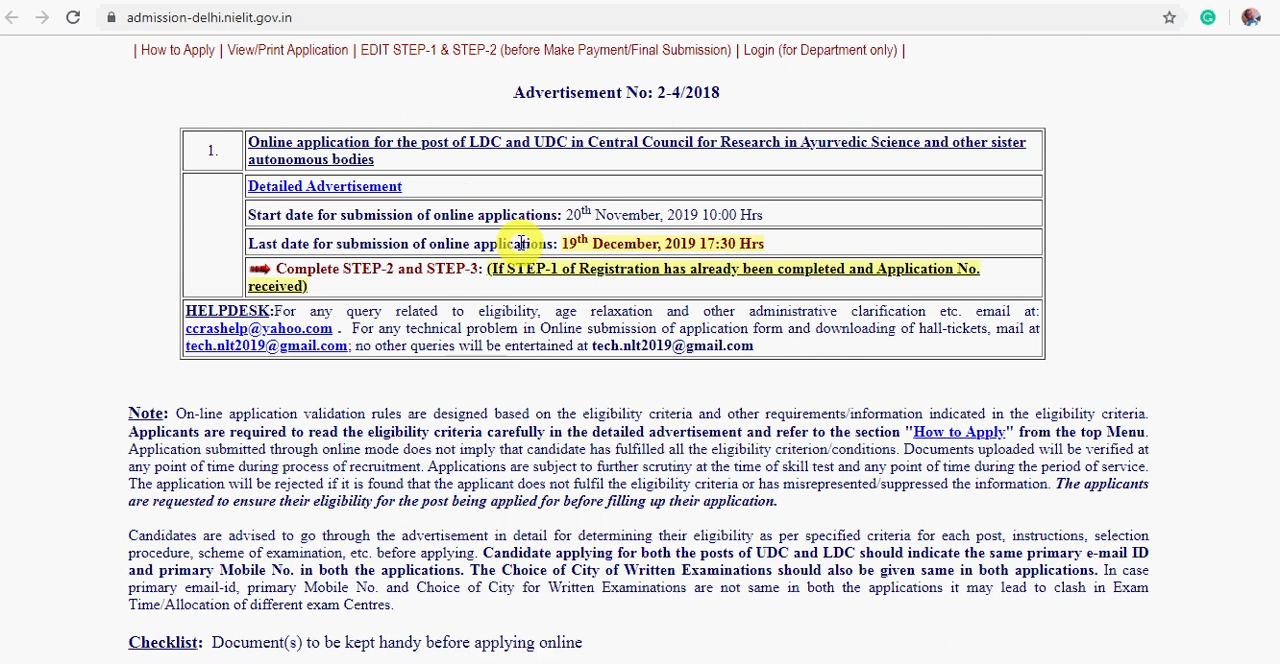 admission-delhi.nielit.gov.in
| How to Apply | View/Print Application | EDIT STEP-1 & STEP-2 (before Make Payment/Final Submission) | Login (for Department only) |
Advertisement No: 2-4/2018
1. Online application for the post of LDC and UDC in Central Council for Research in Ayurvedic Science and other sister
autonomous bodies
Detailed Advertisement
Start date for submission of online applications: 20th November, 2019 10:00 Hrs
Last date for submission of online applications: 19th December, 2019 17:30 Hrs
Complete STEP-2 and STEP-3: (If STEP-1 of Registration has already been completed and Application No.
received)
HELPDESK:For any query related to eligibility, age relaxation and other administrative clarification etc. email at:
ccrashelp@yahoo.com . For any technical problem in Online submission of application form and downloading of hall-tickets, mail at
tech.nlt2019@gmail.com; no other queries will be entertained at tech.nlt2019@gmail.com
Note: On-line application validation rules are designed based on the eligibility criteria and other requirements/information indicated in the eligibility criteria.
Applicants are required to read the eligibility criteria carefully in the detailed advertisement and refer to the section "How to Apply" from the top Menu.
Application submitted through online mode does not imply that candidate has fulfilled all the eligibility criterion/conditions. Documents uploaded will be verified at
any point of time during process of recruitment. Applications are subject to further scrutiny at the time of skill test and any point of time during the period of service.
The application will be rejected if it is found that the applicant does not fulfil the eligibility criteria or has misrepresented/suppressed the information. The applicants
are requested to ensure their eligibility for the post being applied for before filling up their application.
Candidates are advised to go through the advertisement in detail for determining their eligibility as per specified criteria for each post, instructions, selection
procedure, scheme of examination, etc. before applying. Candidate applying for both the posts of UDC and LDC should indicate the same primary e-mail ID
and primary Mobile No. in both the applications. The Choice of City of Written Examinations should also be given same in both applications. In case
primary email-id, primary Mobile No. and Choice of City for Written Examinations are not same in both the applications it may lead to clash in Exam
Time/Allocation of different exam Centres.
Checklist: Document(s) to be kept handy before applying online